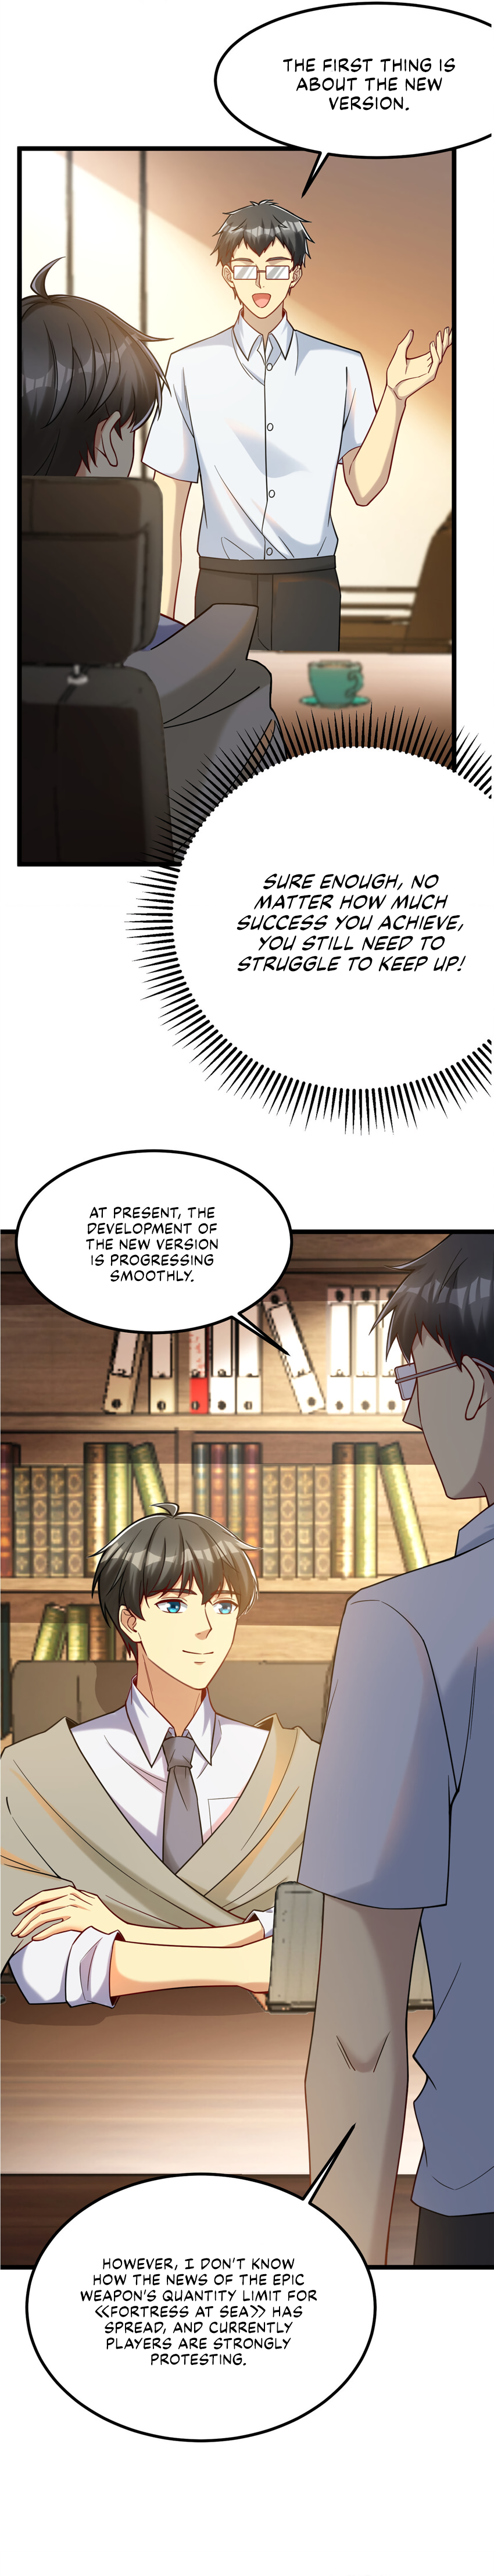 THE FIRST THING IS
ABOUT THE NEW
VERSION.
SURE ENOUGH, NO
MATTER HOW MUCH
SUCCESS YOU ACHIEVE,
YOU STILL NEED TO
STRUGGLE TO KEEP UP!
AT PRESENT, THE
DEVELOPMENT OF
THE NEW VERSION
IS PROGRESSING
SMOOTHLY.
HOWEVER, I DON'T KNOW
HOW THE NEWS OF THE EPIC
WEAPON'S QUANTITY LIMIT FOR
《FORTRESS AT SEA》 HAS
SPREAD, AND CURRENTLY
PLAYERS ARE STRONGLY
PROTESTING.